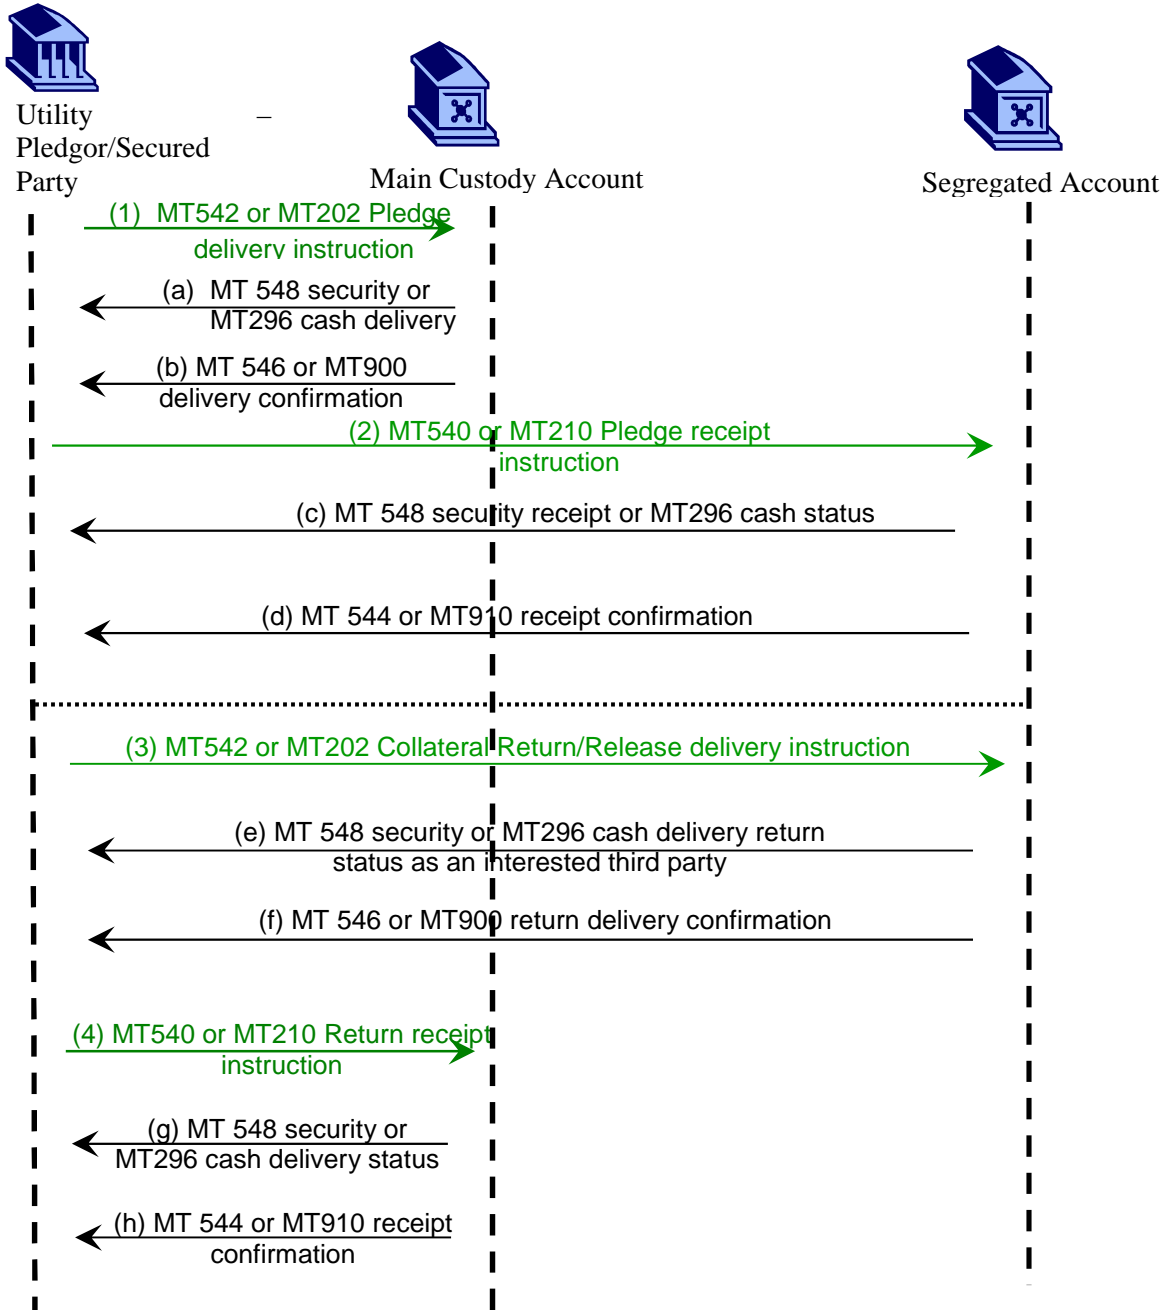 Utility –
Pledgor/Secured
Party
Main Custody Account
Segregated Account
(1) MT542 or MT202 Pledge
delivery instruction
(a) MT 548 security or
MT296 cash delivery
(b) MT 546 or MT900
delivery confirmation
(2) MT540 or MT210 Pledge receipt
instruction
(c) MT 548 security receipt or MT296 cash status
(d) MT 544 or MT910 receipt confirmation
(3) MT542 or MT202 Collateral Return/Release delivery instruction
(e) MT 548 security or MT296 cash delivery return
status as an interested third party
(f) MT 546 or MT900 return delivery confirmation
(4) MT540 or MT210 Return receipt
instruction
(g) MT 548 security or
MT296 cash delivery status
(h) MT 544 or MT910 receipt
confirmation